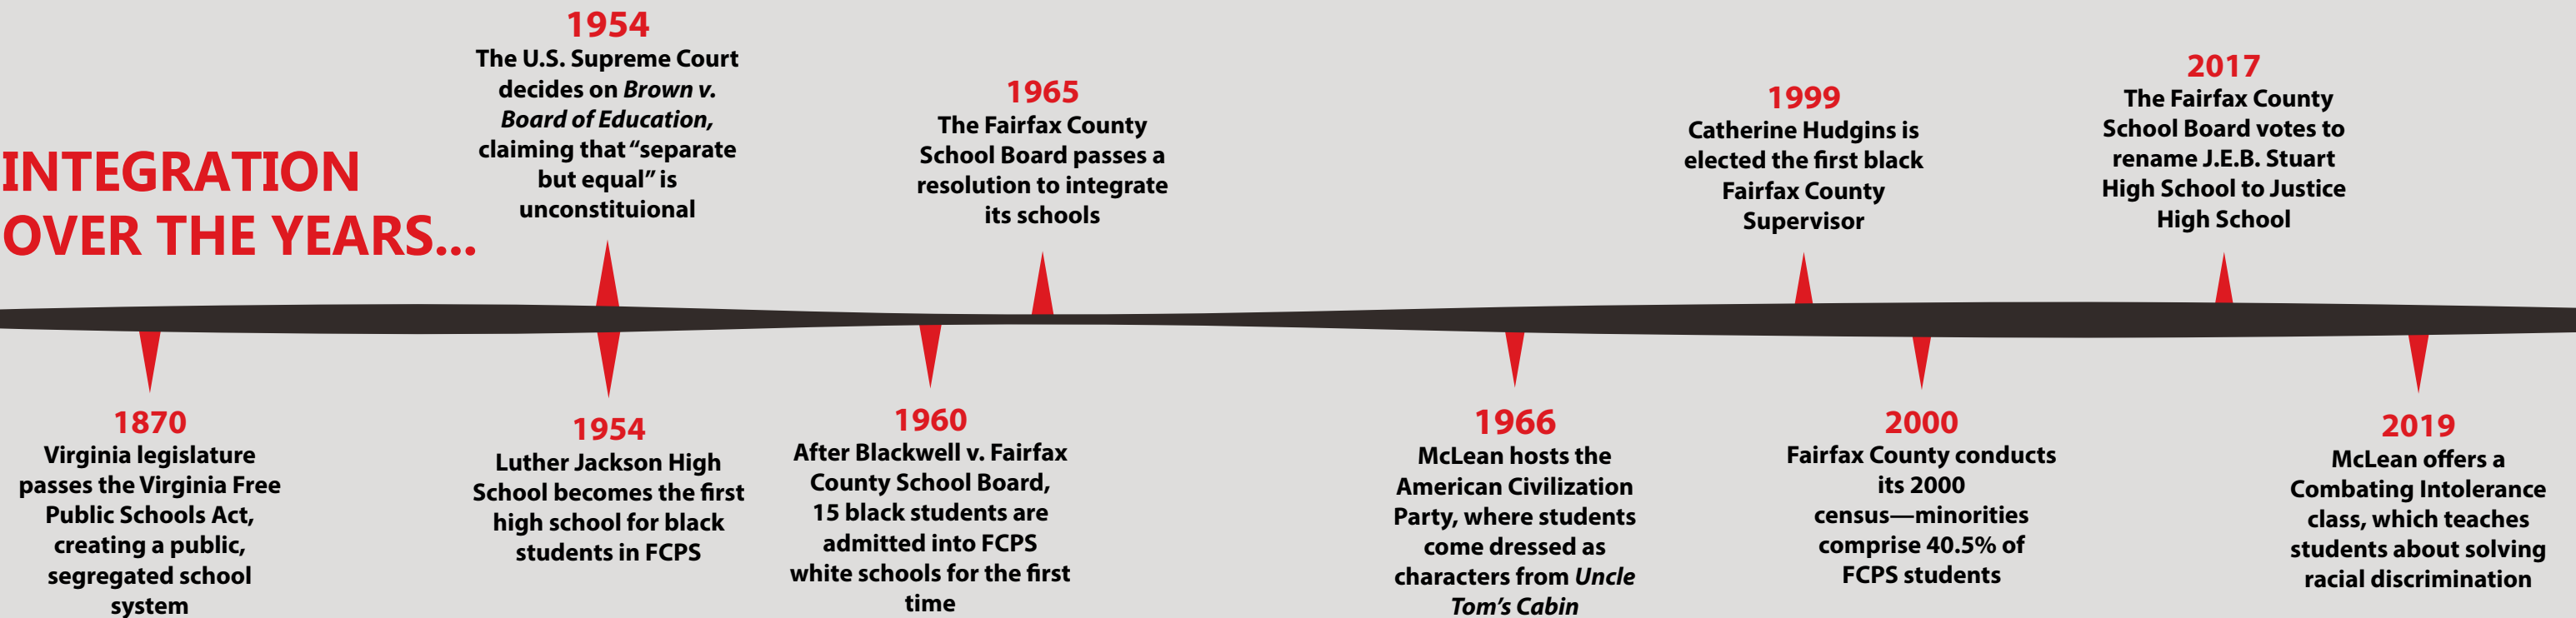 INTEGRATION
OVER THE YEARS...
1870
Virginia legislature
passes the Virginia Free
Public Schools Act,
creating a public,
segregated school
system
1954
The U.S. Supreme Court
decides on Brown v.
Board of Education,
claiming that “separate
but equal” is
unconstituional
1954
Luther Jackson High
School becomes the first
high school for black
students in FCPS
1960
After Blackwell v. Fairfax
County School Board,
15 black students are
admitted into FCPS
white schools for the first
time
1965
The Fairfax County
School Board passes a
resolution to integrate
its schools
1966
McLean hosts the
American Civilization
Party, where students
come dressed as
characters from Uncle
Tom’s Cabin
1999
Catherine Hudgins is
elected the first black
Fairfax County
Supervisor
2000
Fairfax County conducts
its 2000
census—minorities
comprise 40.5% of
FCPS students
2017
The Fairfax County
School Board votes to
rename J.E.B. Stuart
High School to Justice
High School
2019
McLean offers a
Combating Intolerance
class, which teaches
students about solving
racial discrimination